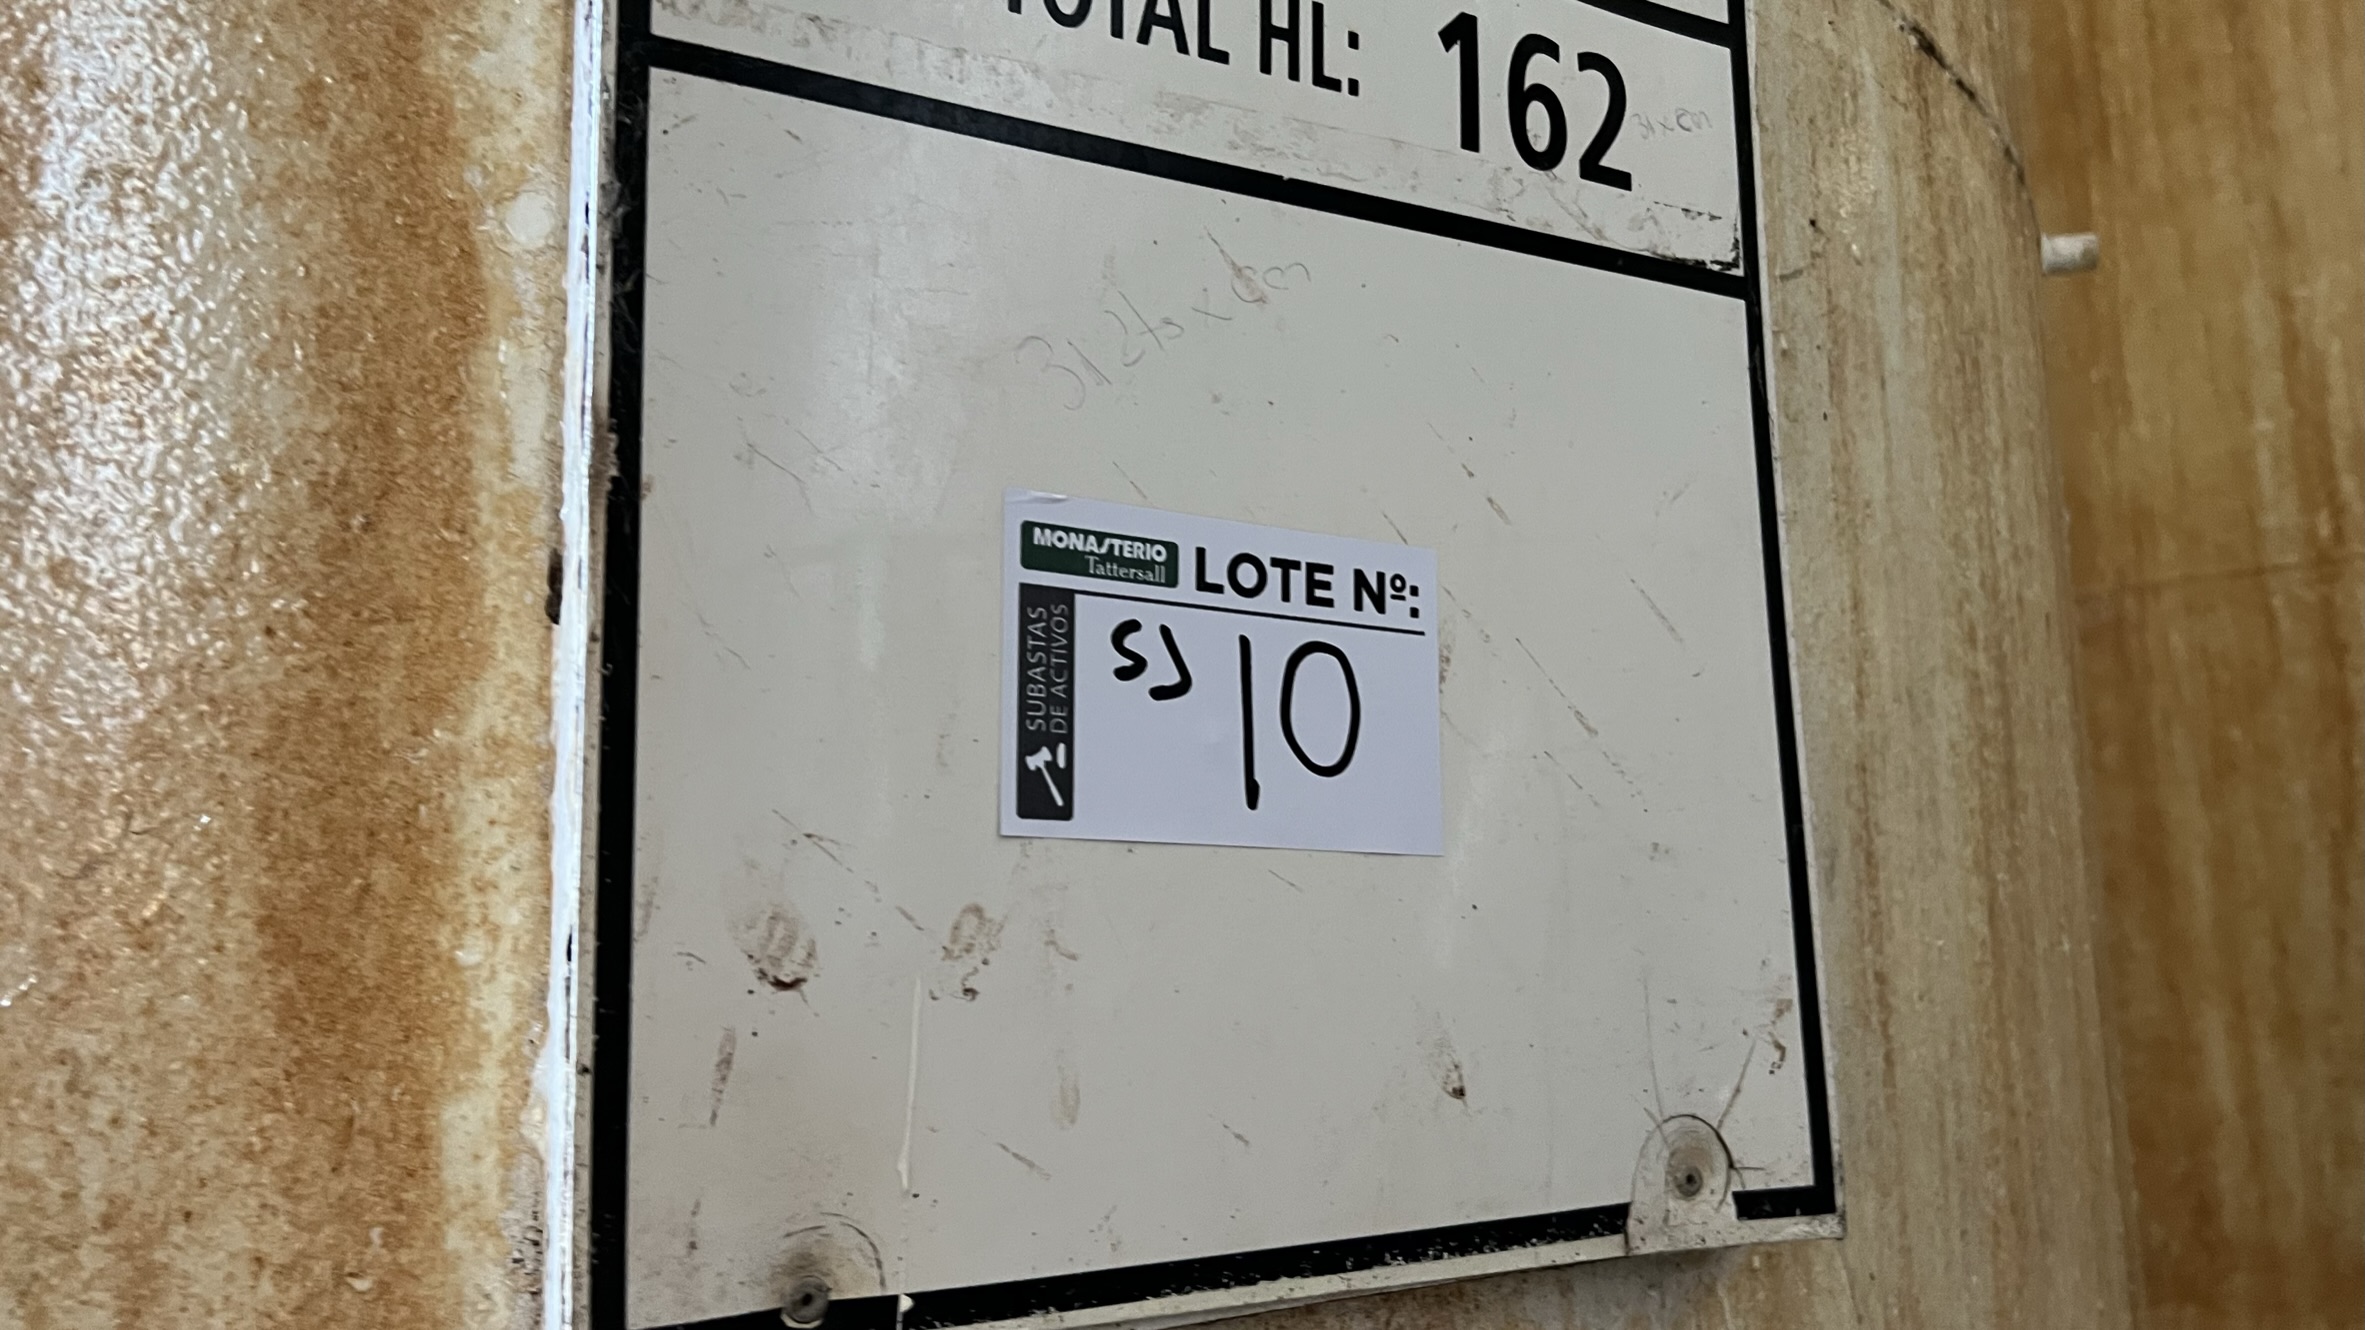 TOTAL HL: 162
MONASTERIO
Tattersall
LOTE Nº:
SUBASTAS
DE ACTIVOS
SJ 10